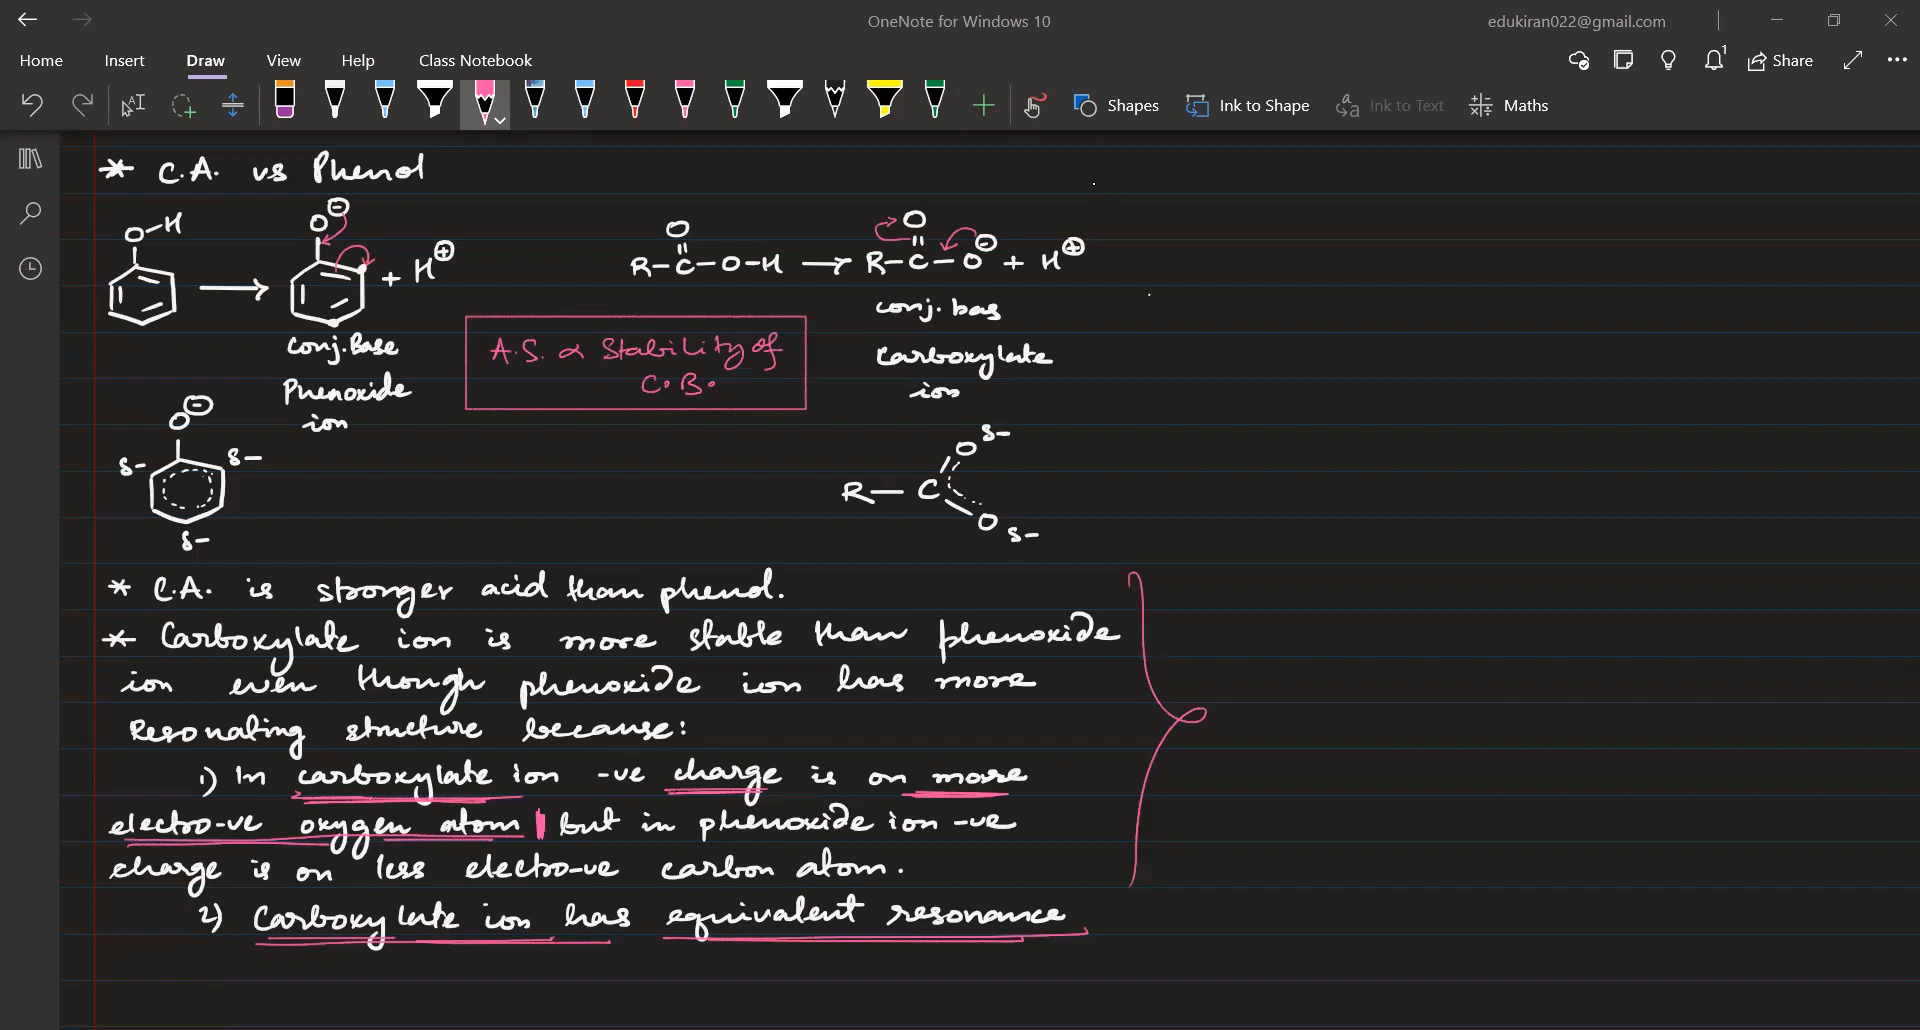 OneNote for Windows 10
edukiran022@gmail.com
Home Insert Draw View Help Class Notebook
1
Share
Shapes Ink to Shape Ink to Text Maths
* C.A. vs Phenol
O-H
O⊖
+ H⊕
O
R-C-O-H → R-C-O⊖ + H⊕
O
conj. Base
Phenoxide
ion
A.S. ∝ Stability of
C.B.
conj. bas
Carboxylate
ion
O⊖
δ- δ-
δ-
O δ-
R-C
O δ-
* C.A. is stronger acid than phenol.
* Carboxylate ion is more stable than phenoxide
ion even though phenoxide ion has more
Resonating structure because:
1) In carboxylate ion -ve charge is on more
electro-ve oxygen atom but in phenoxide ion -ve
charge is on less electro-ve carbon atom.
2) Carboxylate ion has equivalent resonance